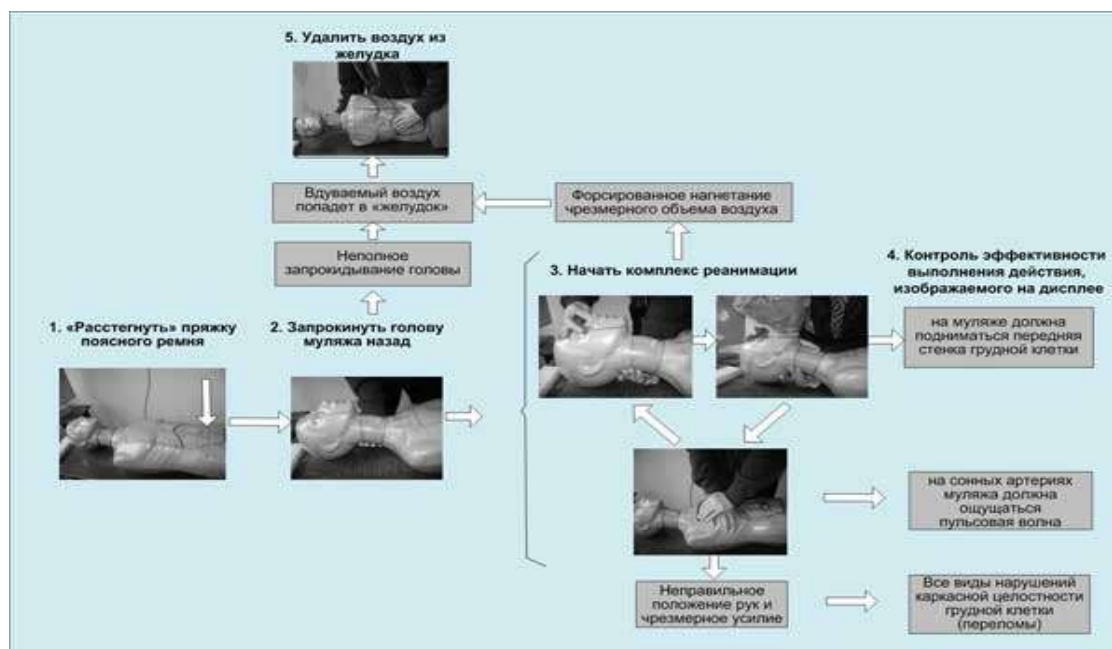 5. Удалить воздух из
желудка
Вдуваемый воздух
попадет в «желудок»
Форсированное нагнетание
чрезмерного объема воздуха
Неполное
запрокидывание головы
3. Начать комплекс реанимации
4. Контроль эффективности
выполнения действия,
изображаемого на дисплее
1. «Расстегнуть» пряжку
поясного ремня
2. Запрокинуть голову
муляжа назад
на муляже должна
подниматься передняя
стенка грудной клетки
на сонных артериях
муляжа должна
ощущаться
пульсовая волна
Неправильное
положение рук и
чрезмерное усилие
Все виды нарушений
каркасной целостности
грудной клетки
(переломы)